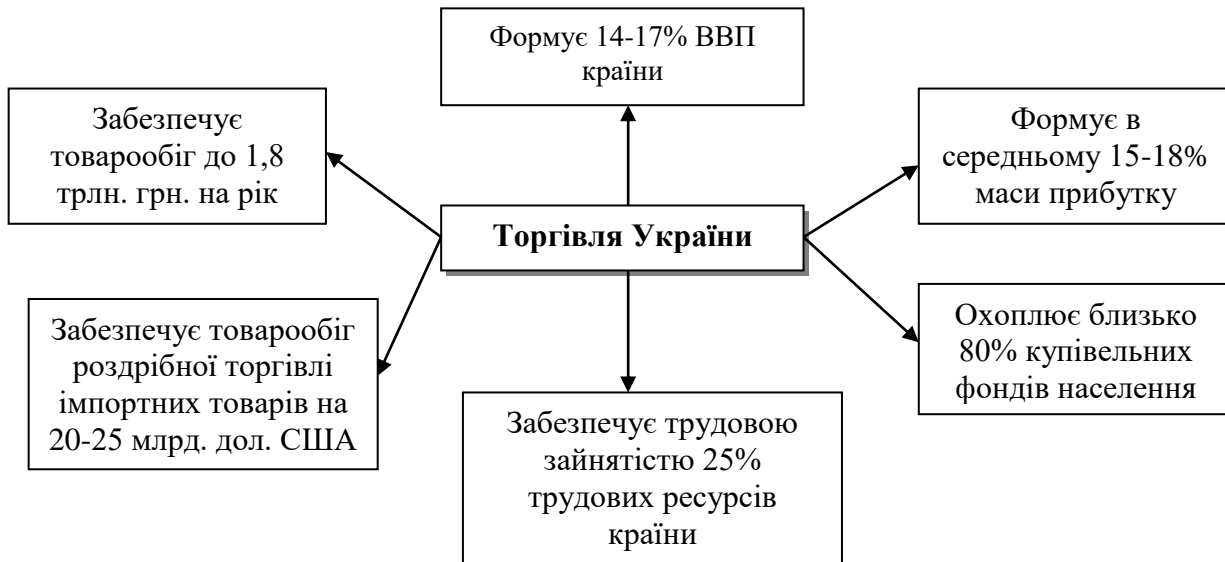 Формує 14-17% ВВП
країни
Забезпечує
товарообіг до 1,8
трлн. грн. на рік
Формує в
середньому 15-18%
маси прибутку
Торгівля України
Забезпечує товарообіг
роздрібної торгівлі
імпортних товарів на
20-25 млрд. дол. США
Охоплює близько
80% купівельних
фондів населення
Забезпечує трудовою
зайнятістю 25%
трудових ресурсів
країни